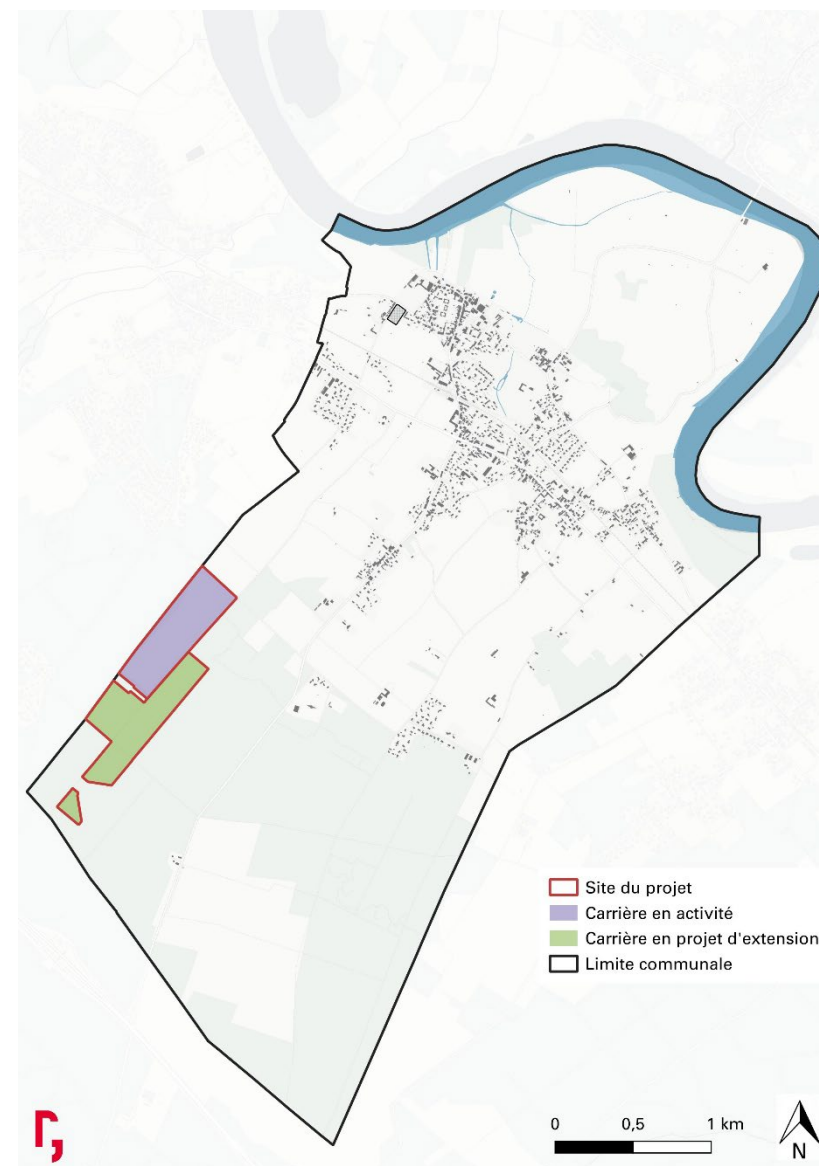 Site du projet
Carrière en activité
Carrière en projet d'extension
Limite communale
0 0,5 1 km
N